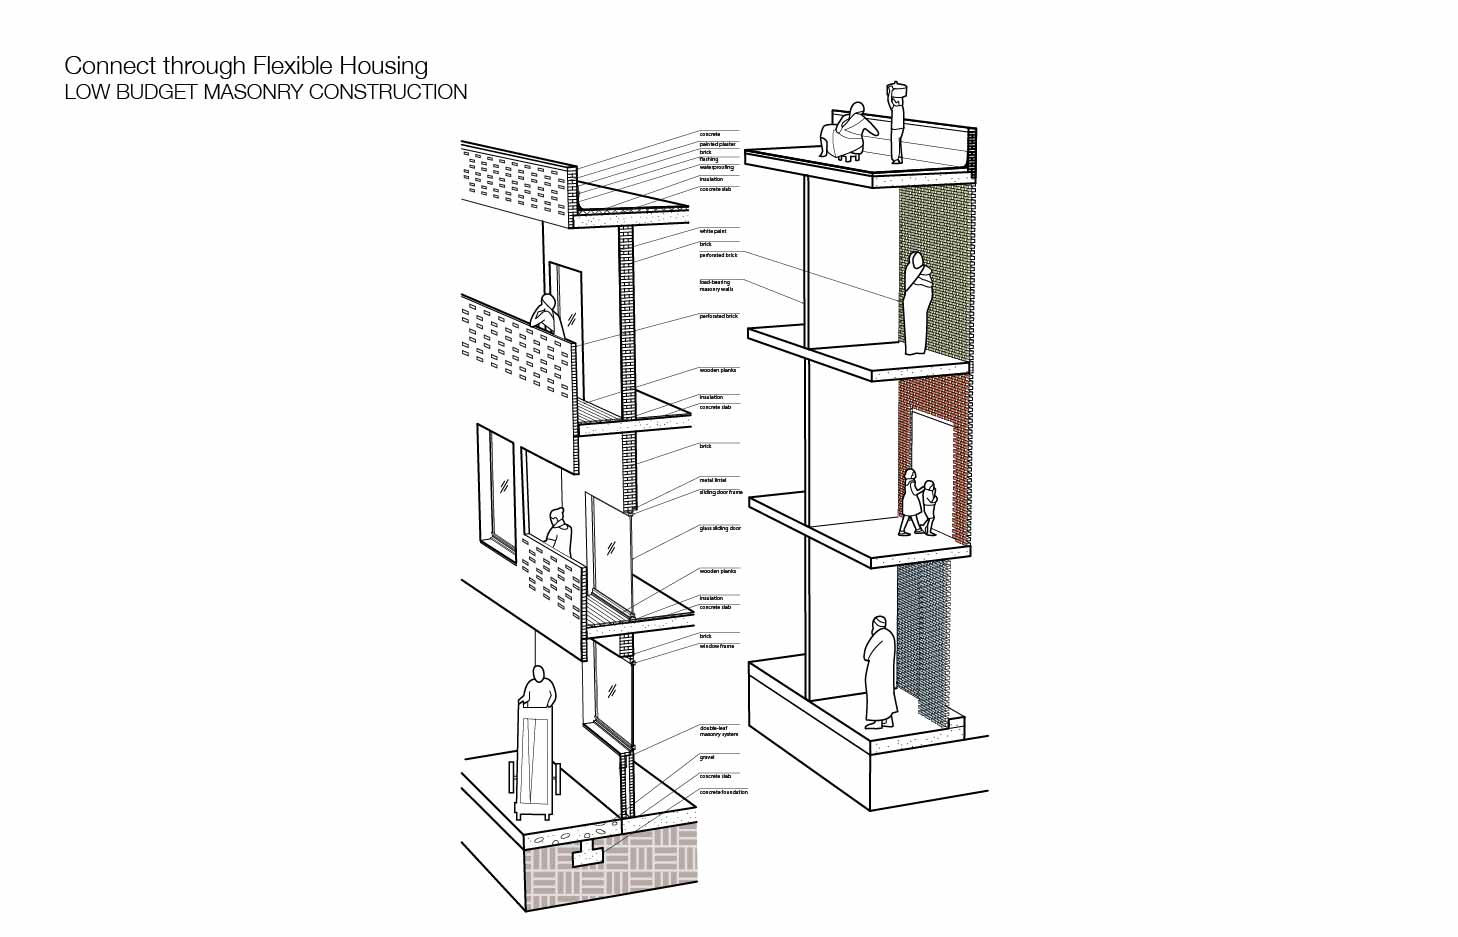 Connect through Flexible Housing
LOW BUDGET MASONRY CONSTRUCTION
concrete
painted plaster
brick
flashing
waterproofing
insulation
concrete slab
white paint
brick
perforated brick
load-bearing
masonry walls
perforated brick
wooden planks
insulation
concrete slab
brick
metal lintel
sliding door frame
glass sliding door
wooden planks
insulation
concrete slab
brick
window frame
double-leaf
masonry system
gravel
concrete slab
concrete foundation